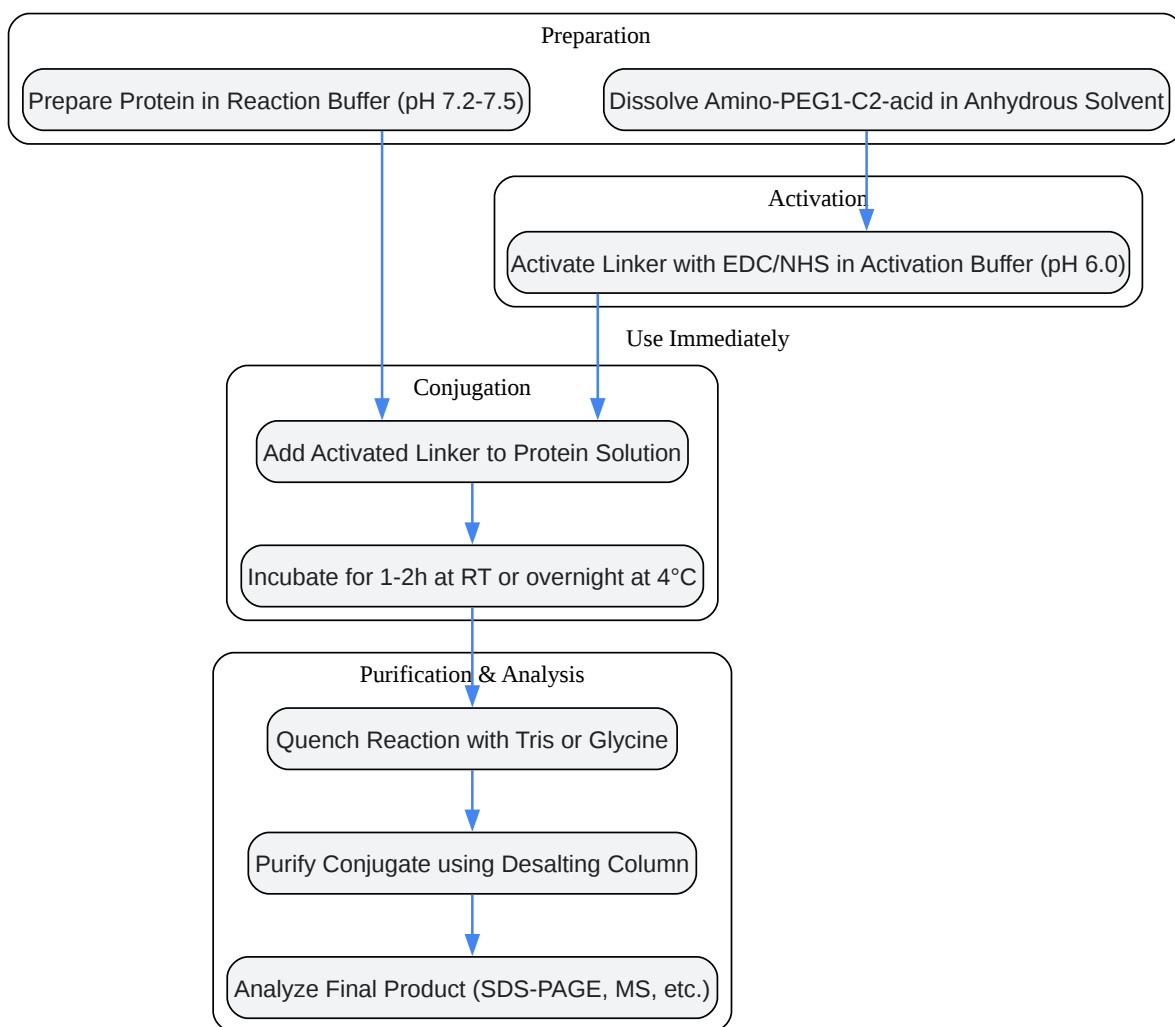 Preparation
Prepare Protein in Reaction Buffer (pH 7.2-7.5)
Dissolve Amino-PEG1-C2-acid in Anhydrous Solvent
Activation
Activate Linker with EDC/NHS in Activation Buffer (pH 6.0)
Use Immediately
Conjugation
Add Activated Linker to Protein Solution
Incubate for 1-2h at RT or overnight at 4°C
Purification & Analysis
Quench Reaction with Tris or Glycine
Purify Conjugate using Desalting Column
Analyze Final Product (SDS-PAGE, MS, etc.)